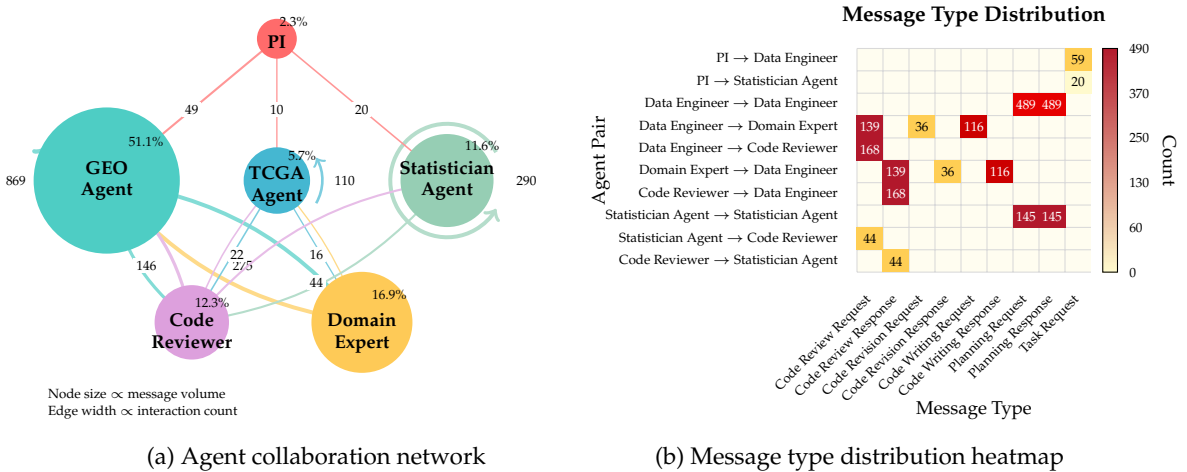 2.3%
PI
49
10
20
51.1%
GEO
Agent
869
5.7%
TCGA
Agent
110
11.6%
Statistician
Agent
290
146
22
275
16
44
12.3%
Code
Reviewer
16.9%
Domain
Expert
Node size ∝ message volume
Edge width ∝ interaction count
(a) Agent collaboration network
Message Type Distribution
Agent Pair
PI → Data Engineer
59
PI → Statistician Agent
20
Data Engineer → Data Engineer
489 489
Data Engineer → Domain Expert
139 36 116
Data Engineer → Code Reviewer
168
Domain Expert → Data Engineer
139 36 116
Code Reviewer → Data Engineer
168
Statistician Agent → Statistician Agent
145 145
Statistician Agent → Code Reviewer
44
Code Reviewer → Statistician Agent
44
Code Review Request
Code Review Response
Code Revision Request
Code Revision Response
Code Writing Request
Code Writing Response
Planning Request
Planning Response
Task Request
Message Type
490
370
250
130
60
0
Count
(b) Message type distribution heatmap